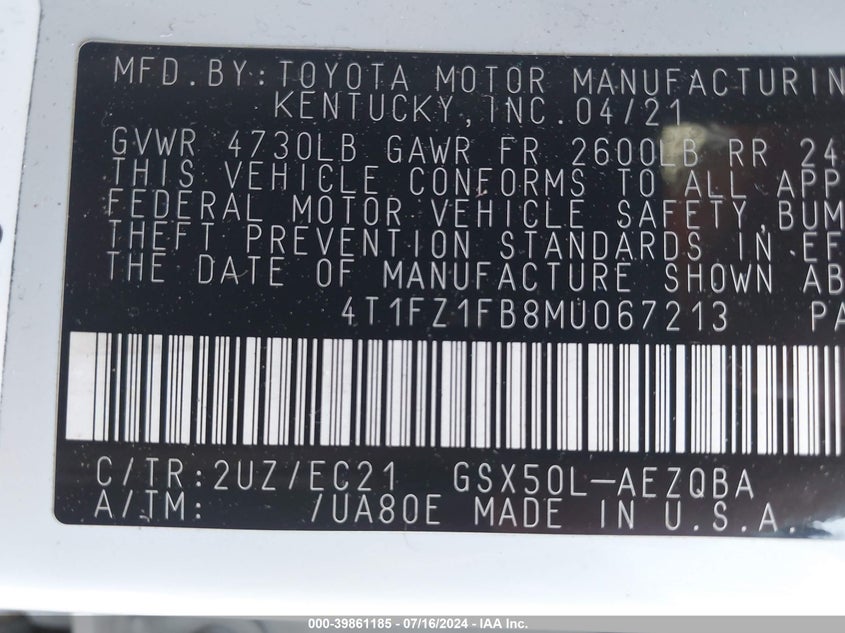 MFD.BY:TOYOTA MOTOR MANUFACTURIN
KENTUCKY,INC.04/21
GVWR 4730LB GAWR FR 2600LB RR 24
THIS VEHICLE CONFORMS TO ALL APP
FEDERAL MOTOR VEHICLE SAFETY,BUM
THEFT PREVENTION STANDARDS IN EF
THE DATE OF MANUFACTURE SHOWN AB
4T1FZ1FB8MU067213 PA
C/TR:2UZ/EC21 GSX50L-AEZQBA
A/TM: /UA80E MADE IN U.S.A.
000-39861185 - 07/16/2024 - IAA Inc.